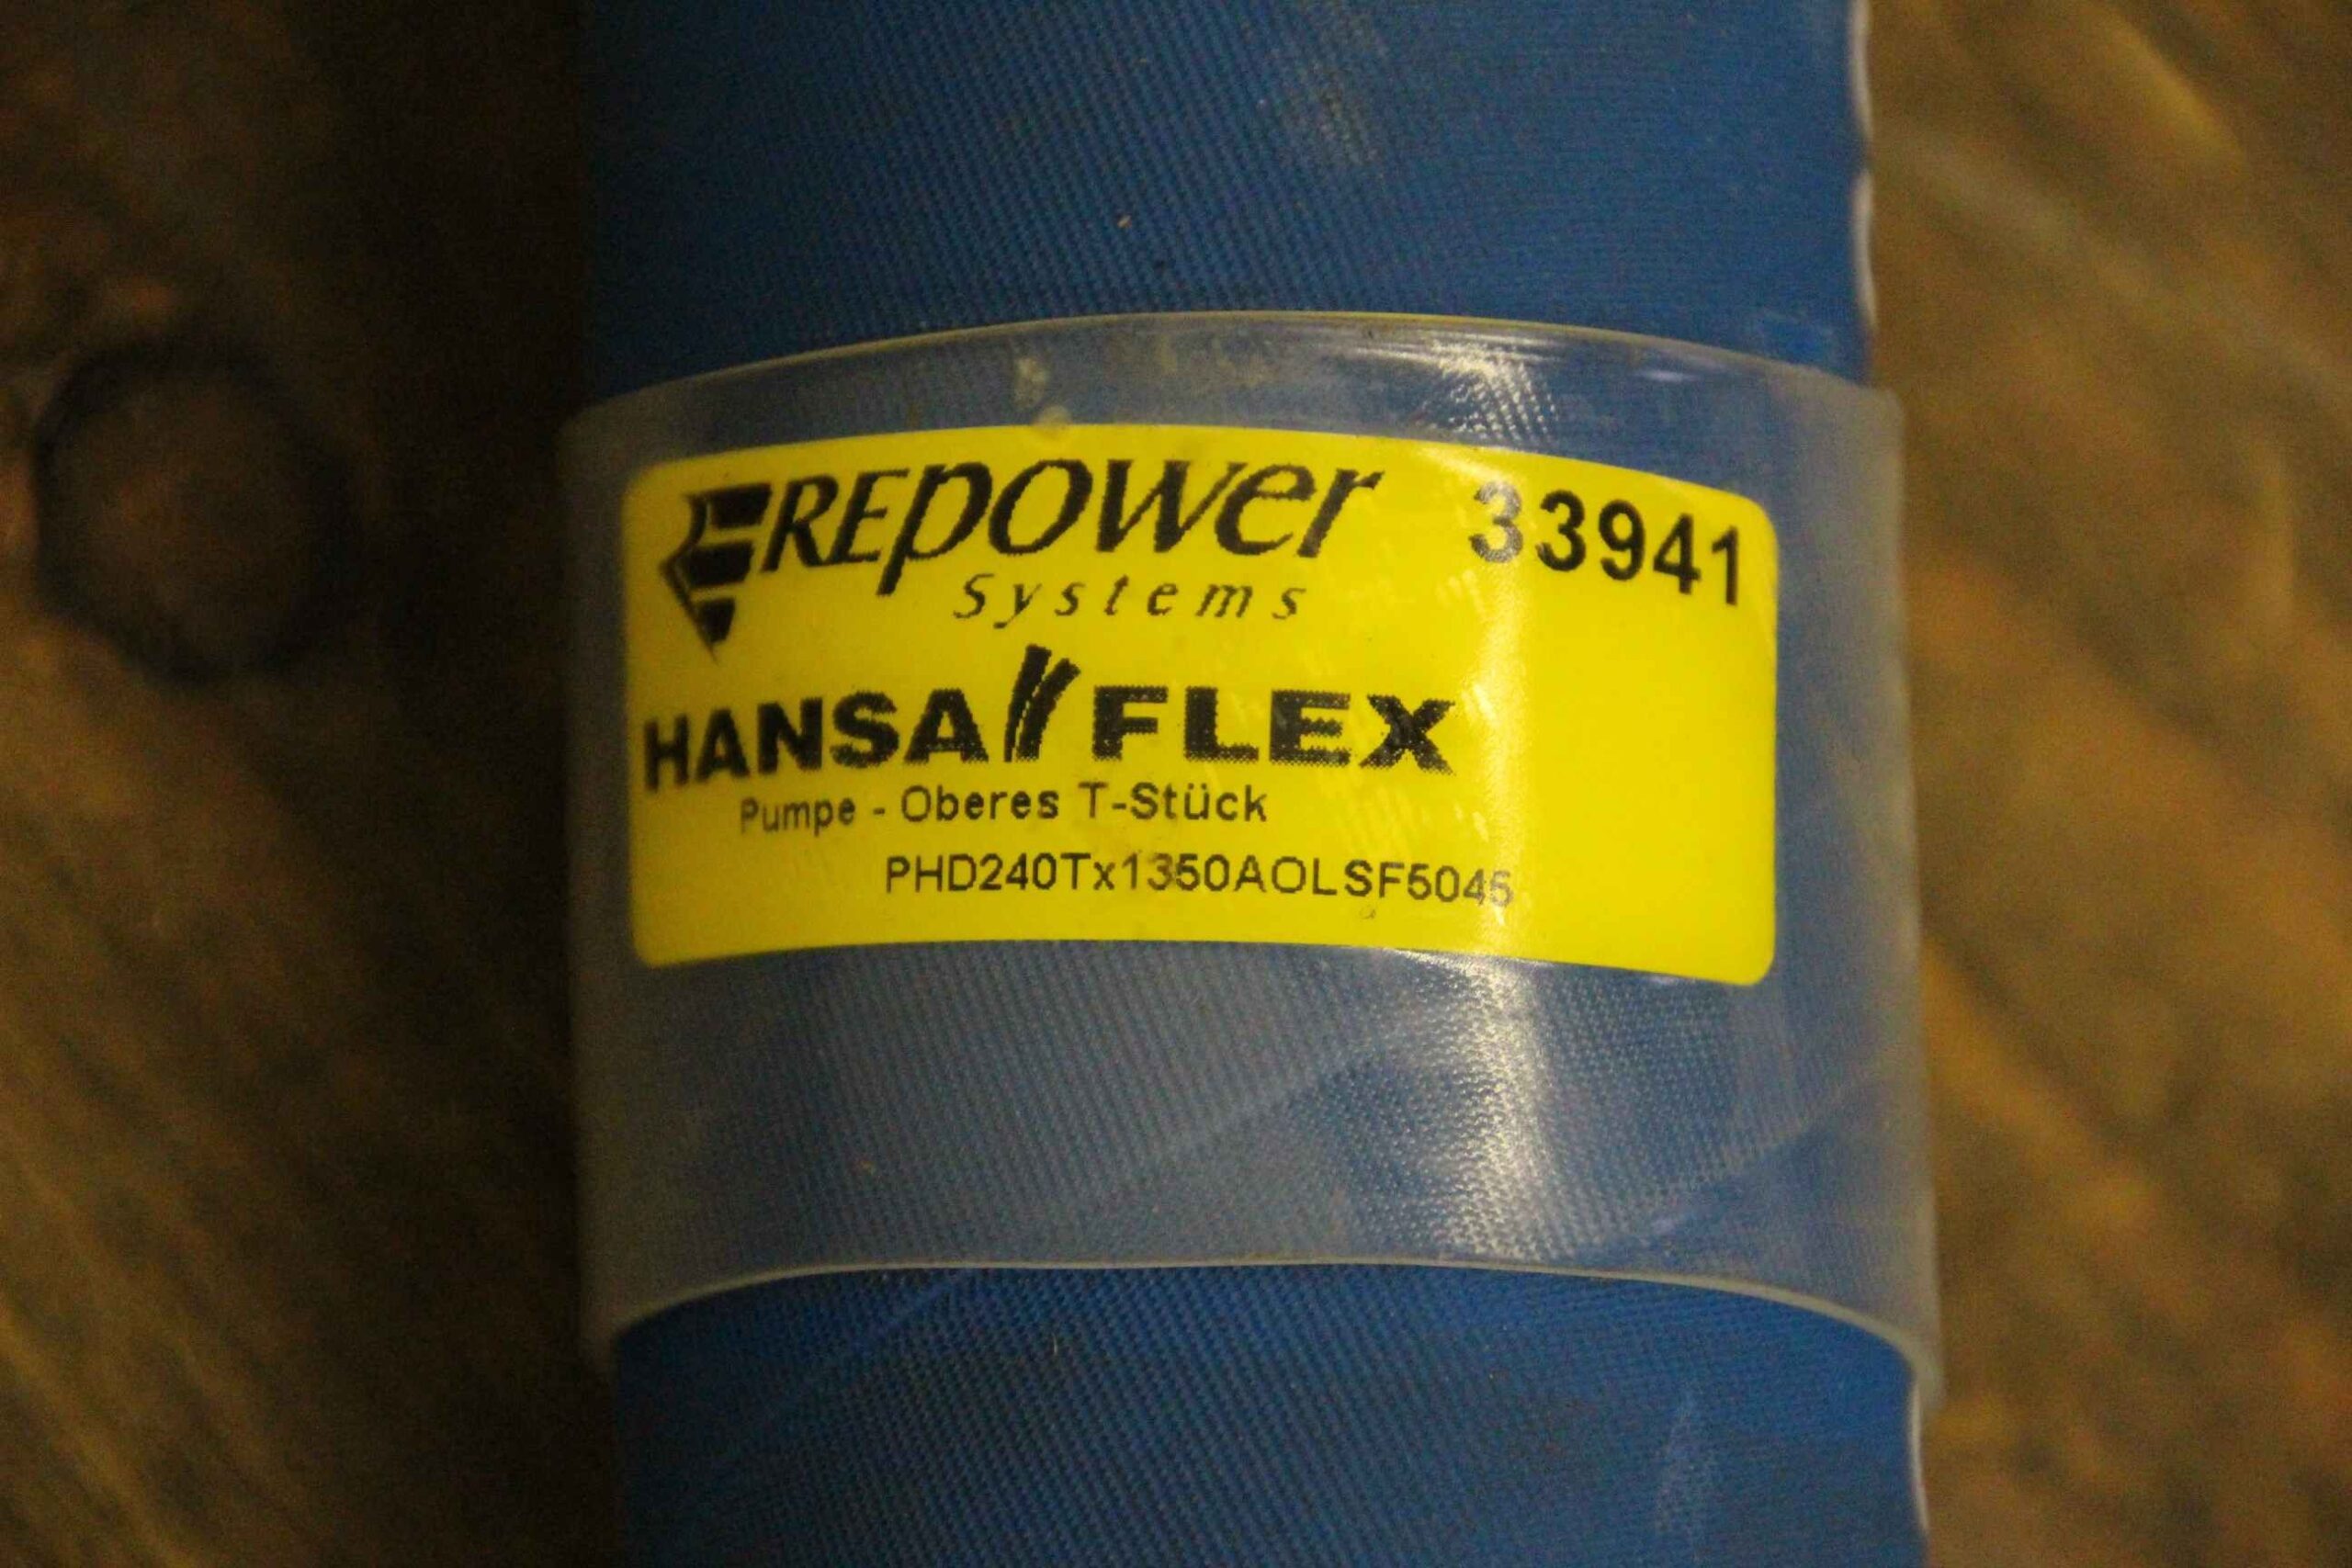 REpower 33941
Systems
HANSA FLEX
Pumpe - Oberes T-Stück
PHD240Tx1350AOLSF5045